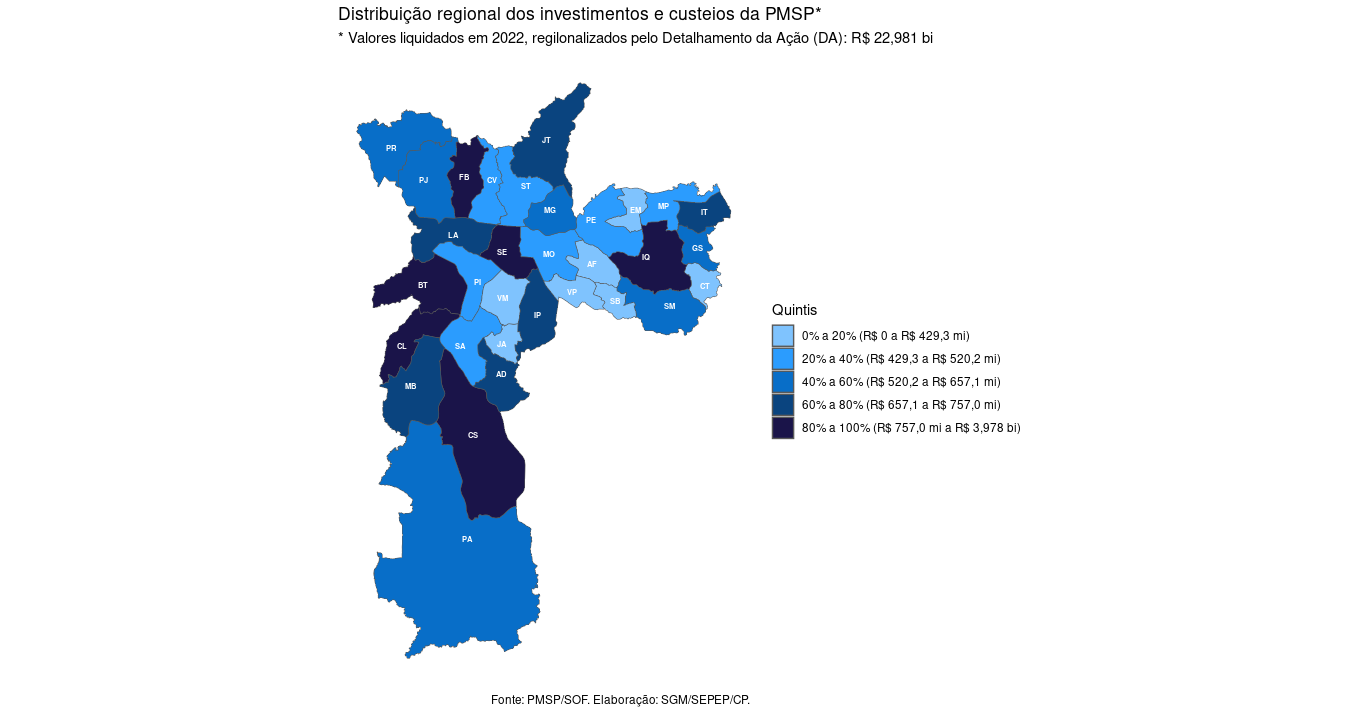 Distribuição regional dos investimentos e custeios da PMSP*
* Valores liquidados em 2022, regilonalizados pelo Detalhamento da Ação (DA): R$ 22,981 bi
JT
PR
FB
PJ
CV
ST
MG
EM
MP
IT
PE
LA
SE
MO
GS
IQ
AF
BT
PI
VM
VP
SB
CT
SM
IP
CL
SA
JA
MB
AD
CS
PA
Quintis
0% a 20% (R$ 0 a R$ 429,3 mi)
20% a 40% (R$ 429,3 a R$ 520,2 mi)
40% a 60% (R$ 520,2 a R$ 657,1 mi)
60% a 80% (R$ 657,1 a R$ 757,0 mi)
80% a 100% (R$ 757,0 mi a R$ 3,978 bi)
Fonte: PMSP/SOF. Elaboração: SGM/SEPEP/CP.